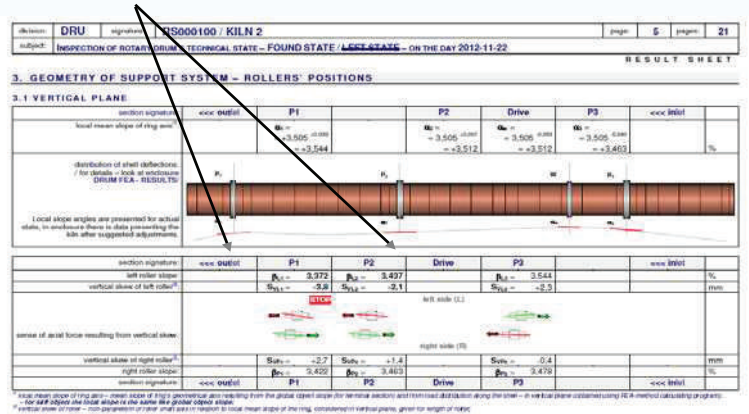 division: DRU signature: RS000100 / KILN 2 page: 5 pages: 21
subject: INSPECTION OF ROTARY DRUM'S TECHNICAL STATE – FOUND STATE / LEFT STATE – ON THE DAY 2012-11-22
RESULT SHEET
3. GEOMETRY OF SUPPORT SYSTEM – ROLLERS' POSITIONS
3.1 VERTICAL PLANE
section signature: <<< outlet P1 P2 Drive P3 <<< inlet
local mean slope of ring axis
+3,505 = 3,505 = 3,505 = 3,505
= +3,544 = +3,512 = +3,512 = +3,463 %
distribution of shell deflections
/ for details – look at enclosure
DRUM FEA - RESULTS/
Local slope angles are presented for actual
state, in enclosure there is data presenting the
kiln after suggested adjustments.
section signature: <<< outlet P1 P2 Drive P3 <<< inlet
left roller slope: 3,372 3,437 3,544 %
vertical skew of left roller: -3,8 -2,1 +2,5 mm
STOP left side (L)
sense of axial force resulting from vertical skew:
right side (R)
vertical skew of right roller: +2,7 +1,4 -0,4 mm
right roller slope: 3,422 3,463 3,478 %
section signature: <<< outlet P1 P2 Drive P3 <<< inlet